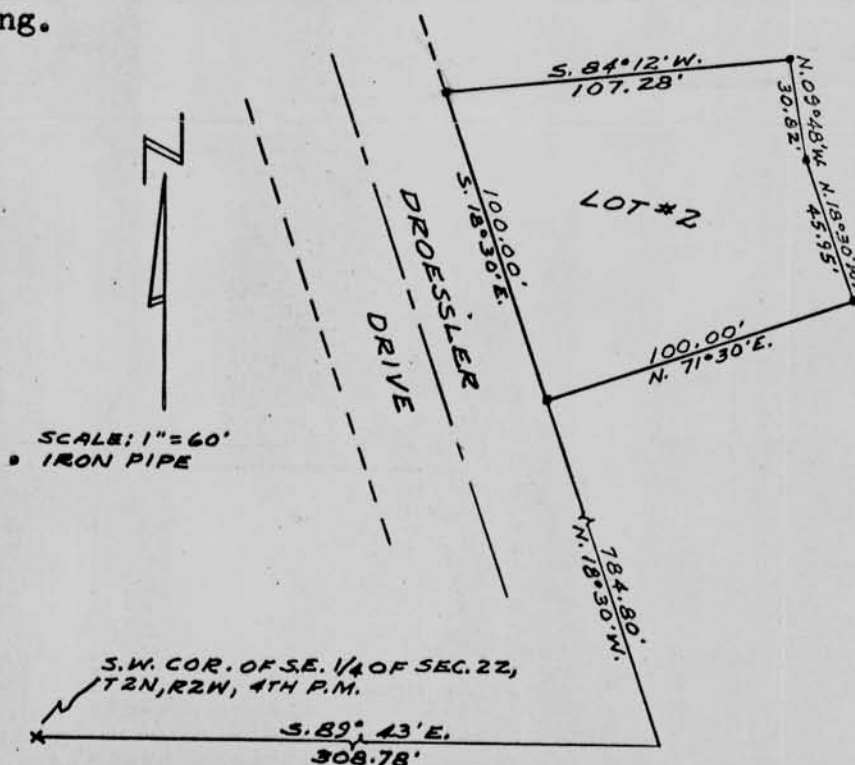 ng.
S. 84°12' W.
107.28'
N. 09°48' W.
30.82'
N. 18°30' W.
45.95'
LOT #2
100.00'
S. 18°30' E.
DROESSLER
DRIVE
100.00'
N. 71°30' E.
SCALE: 1" = 60'
• IRON PIPE
784.80'
N. 18°30' W.
S.W. COR. OF S.E. 1/4 OF SEC. 22,
T2N, R2W, 4TH P.M.
S. 89° 43' E.
308.78'